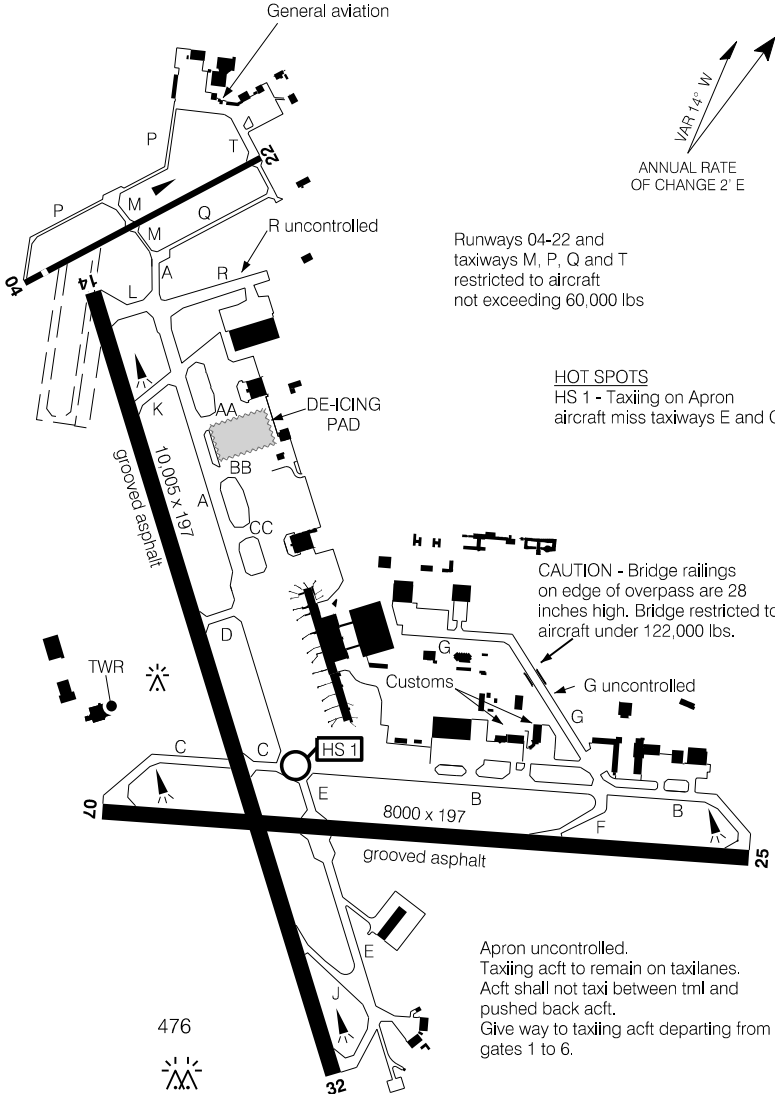 General aviation
VAR 14° W
ANNUAL RATE
OF CHANGE 2' E
P
T
22
P
M
Q
M
R uncontrolled
Runways 04-22 and
taxiways M, P, Q and T
restricted to aircraft
not exceeding 60,000 lbs
A
R
04
14
L
HOT SPOTS
HS 1 - Taxiing on Apron
aircraft miss taxiways E and C
K
AA
DE-ICING
PAD
BB
10,005 x 197
grooved asphalt
A
CC
CAUTION - Bridge railings
on edge of overpass are 28
inches high. Bridge restricted to
aircraft under 122,000 lbs.
D
G
TWR
Customs
G uncontrolled
G
C
C
HS 1
E
B
B
07
8000 x 197
F
grooved asphalt
25
E
Apron uncontrolled.
Taxiing acft to remain on taxilanes.
Acft shall not taxi between tml and
pushed back acft.
Give way to taxiing acft departing from
gates 1 to 6.
J
476
32